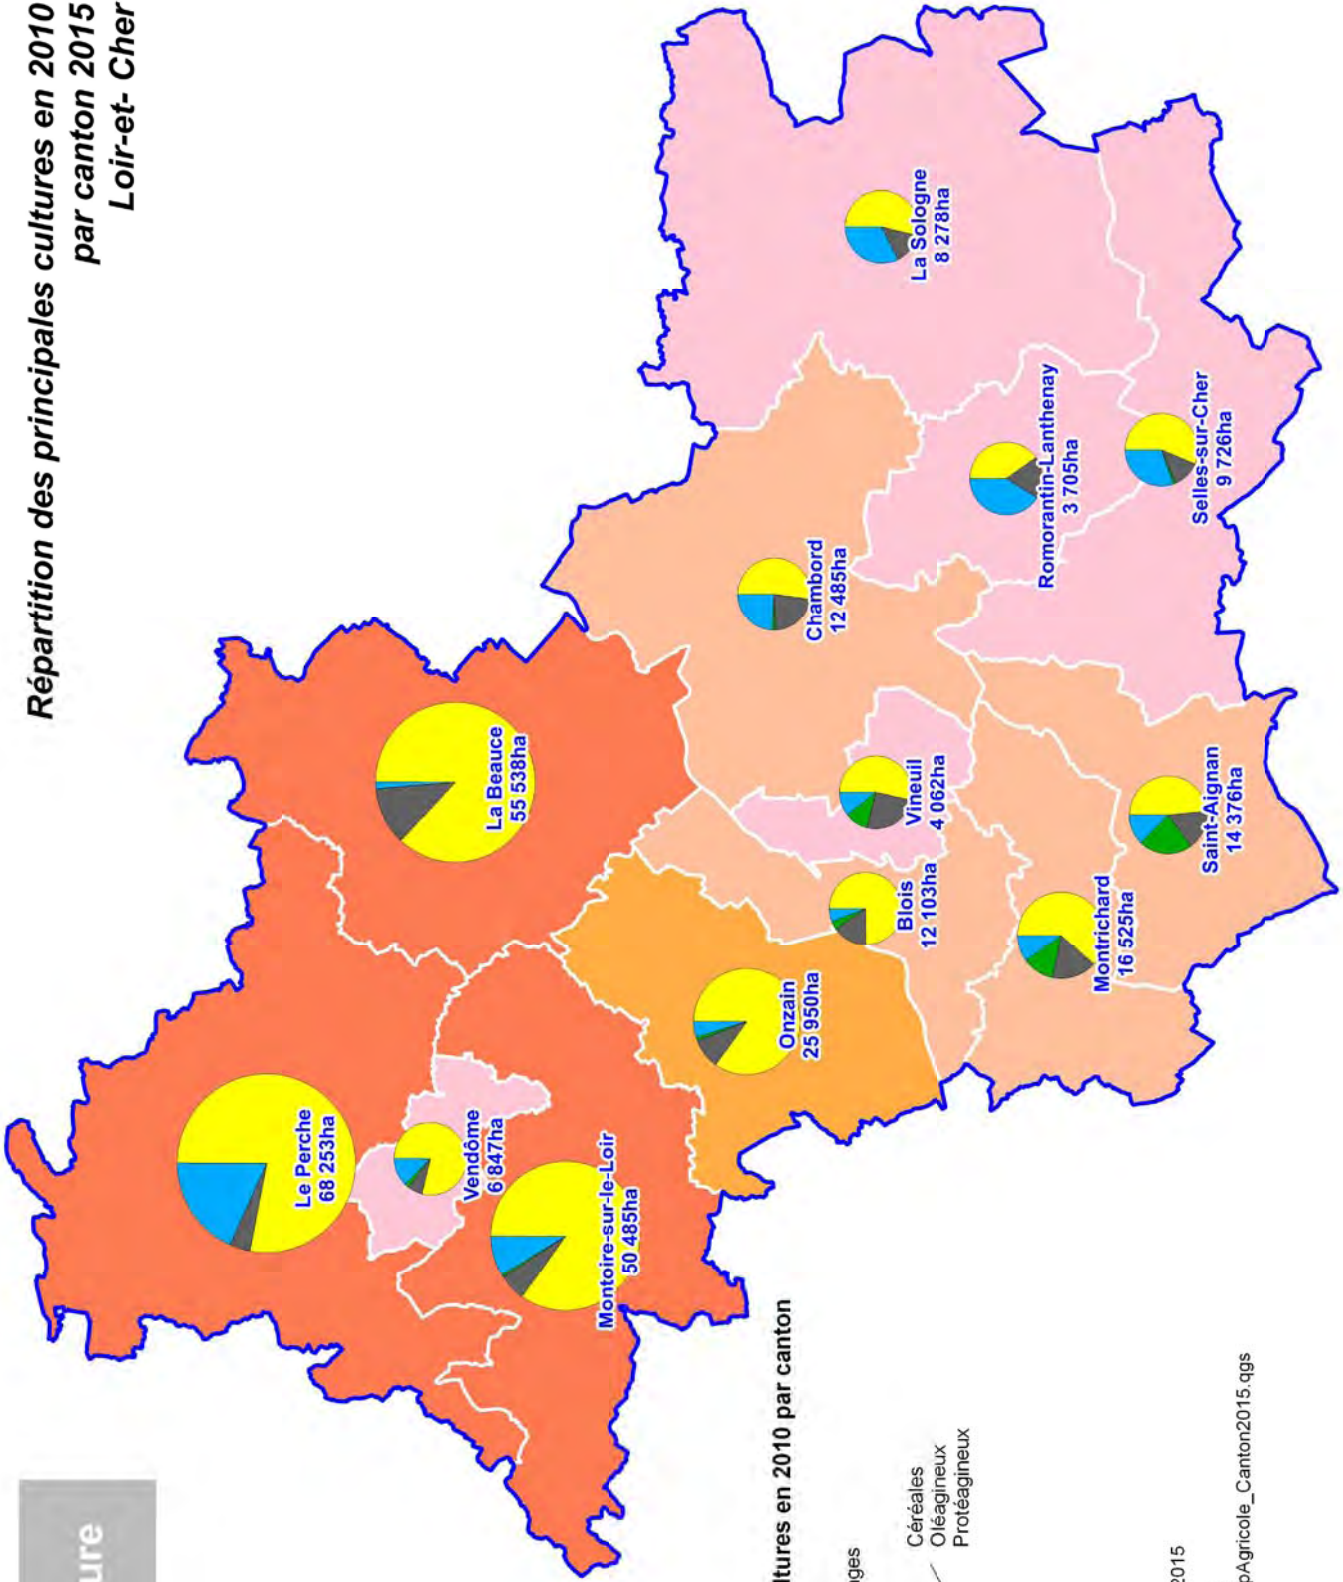 Répartition des principales cultures en 2010
par canton 2015
Loir-et- Cher
ure
Le Perche
68 253ha
Vendôme
6 847ha
Montoire-sur-le-Loir
50 485ha
La Beauce
55 538ha
Onzain
25 950ha
Blois
12 103ha
Vineuil
4 062ha
Chambord
12 485ha
La Sologne
8 278ha
Romorantin-Lanthenay
3 705ha
Selles-sur-Cher
9 726ha
Montrichard
16 525ha
Saint-Aignan
14 376ha
ltures en 2010 par canton
ges
Céréales
Oléagineux
Protéagineux
2015
pAgricole_Canton2015.qgs